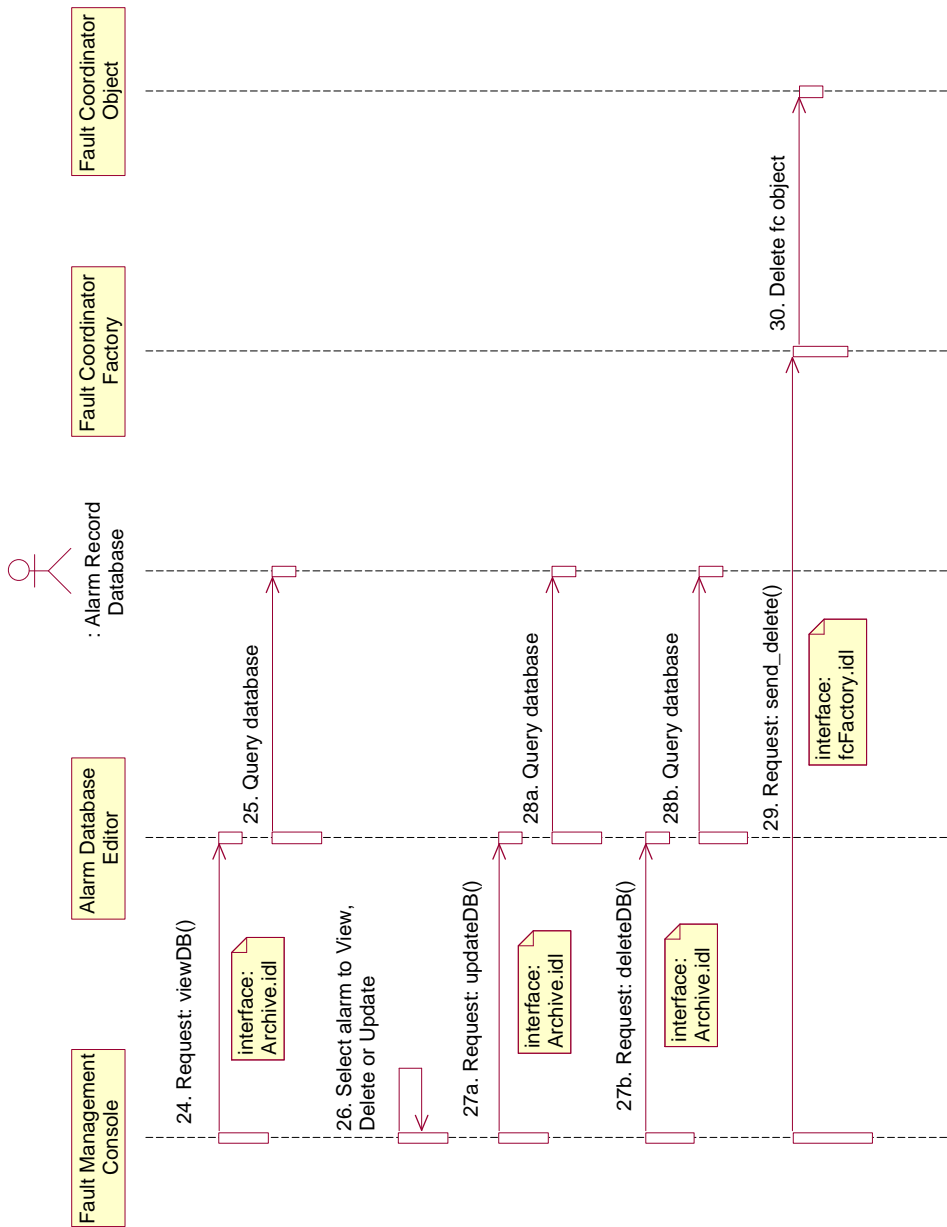 Fault Management
Console
Alarm Database
Editor
: Alarm Record
Database
Fault Coordinator
Factory
Fault Coordinator
Object
24. Request: viewDB()
interface:
Archive.idl
25. Query database
26. Select alarm to View,
Delete or Update
27a. Request: updateDB()
interface:
Archive.idl
28a. Query database
27b. Request: deleteDB()
interface:
Archive.idl
28b. Query database
29. Request: send_delete()
interface:
fcFactory.idl
30. Delete fc object